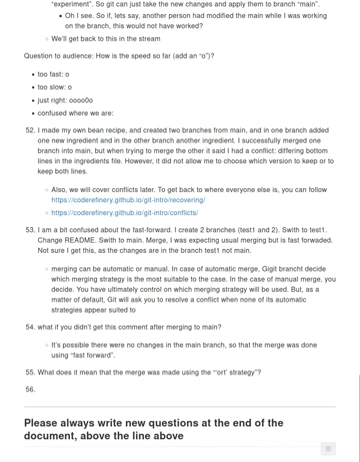 "experiment". So git can just take the new changes and apply them to branch "main".
Oh I see. So if, lets say, another person had modified the main while I was working
on the branch, this would not have worked?
We'll get back to this in the stream
Question to audience: How is the speed so far (add an "o")?
too fast: o
too slow: o
just right: oooo0o
confused where we are:
52. I made my own bean recipe, and created two branches from main, and in one branch added
one new ingredient and in the other branch another ingredient. I successfully merged one
branch into main, but when trying to merge the other it said I had a conflict: differing bottom
lines in the ingredients file. However, it did not allow me to choose which version to keep or to
keep both lines.
Also, we will cover conflicts later. To get back to where everyone else is, you can follow
https://coderefinery.github.io/git-intro/recovering/
https://coderefinery.github.io/git-intro/conflicts/
53. I am a bit confused about the fast-forward. I create 2 branches (test1 and 2). Swith to test1.
Change README. Swith to main. Merge, I was expecting usual merging but is fast forwaded.
Not sure I get this, as the changes are in the branch test1 not main.
merging can be automatic or manual. In case of automatic merge, Gigit brancht decide
which merging strategy is the most suitable to the case. In the case of manual merge, you
decide. You have ultimately control on which merging strategy will be used. But, as a
matter of default, Git will ask you to resolve a conflict when none of its automatic
strategies appear suited to
54. what if you didn't get this comment after merging to main?
It's possible there were no changes in the main branch, so that the merge was done
using "fast forward".
55. What does it mean that the merge was made using the "'ort' strategy"?
56.
Please always write new questions at the end of the
document, above the line above